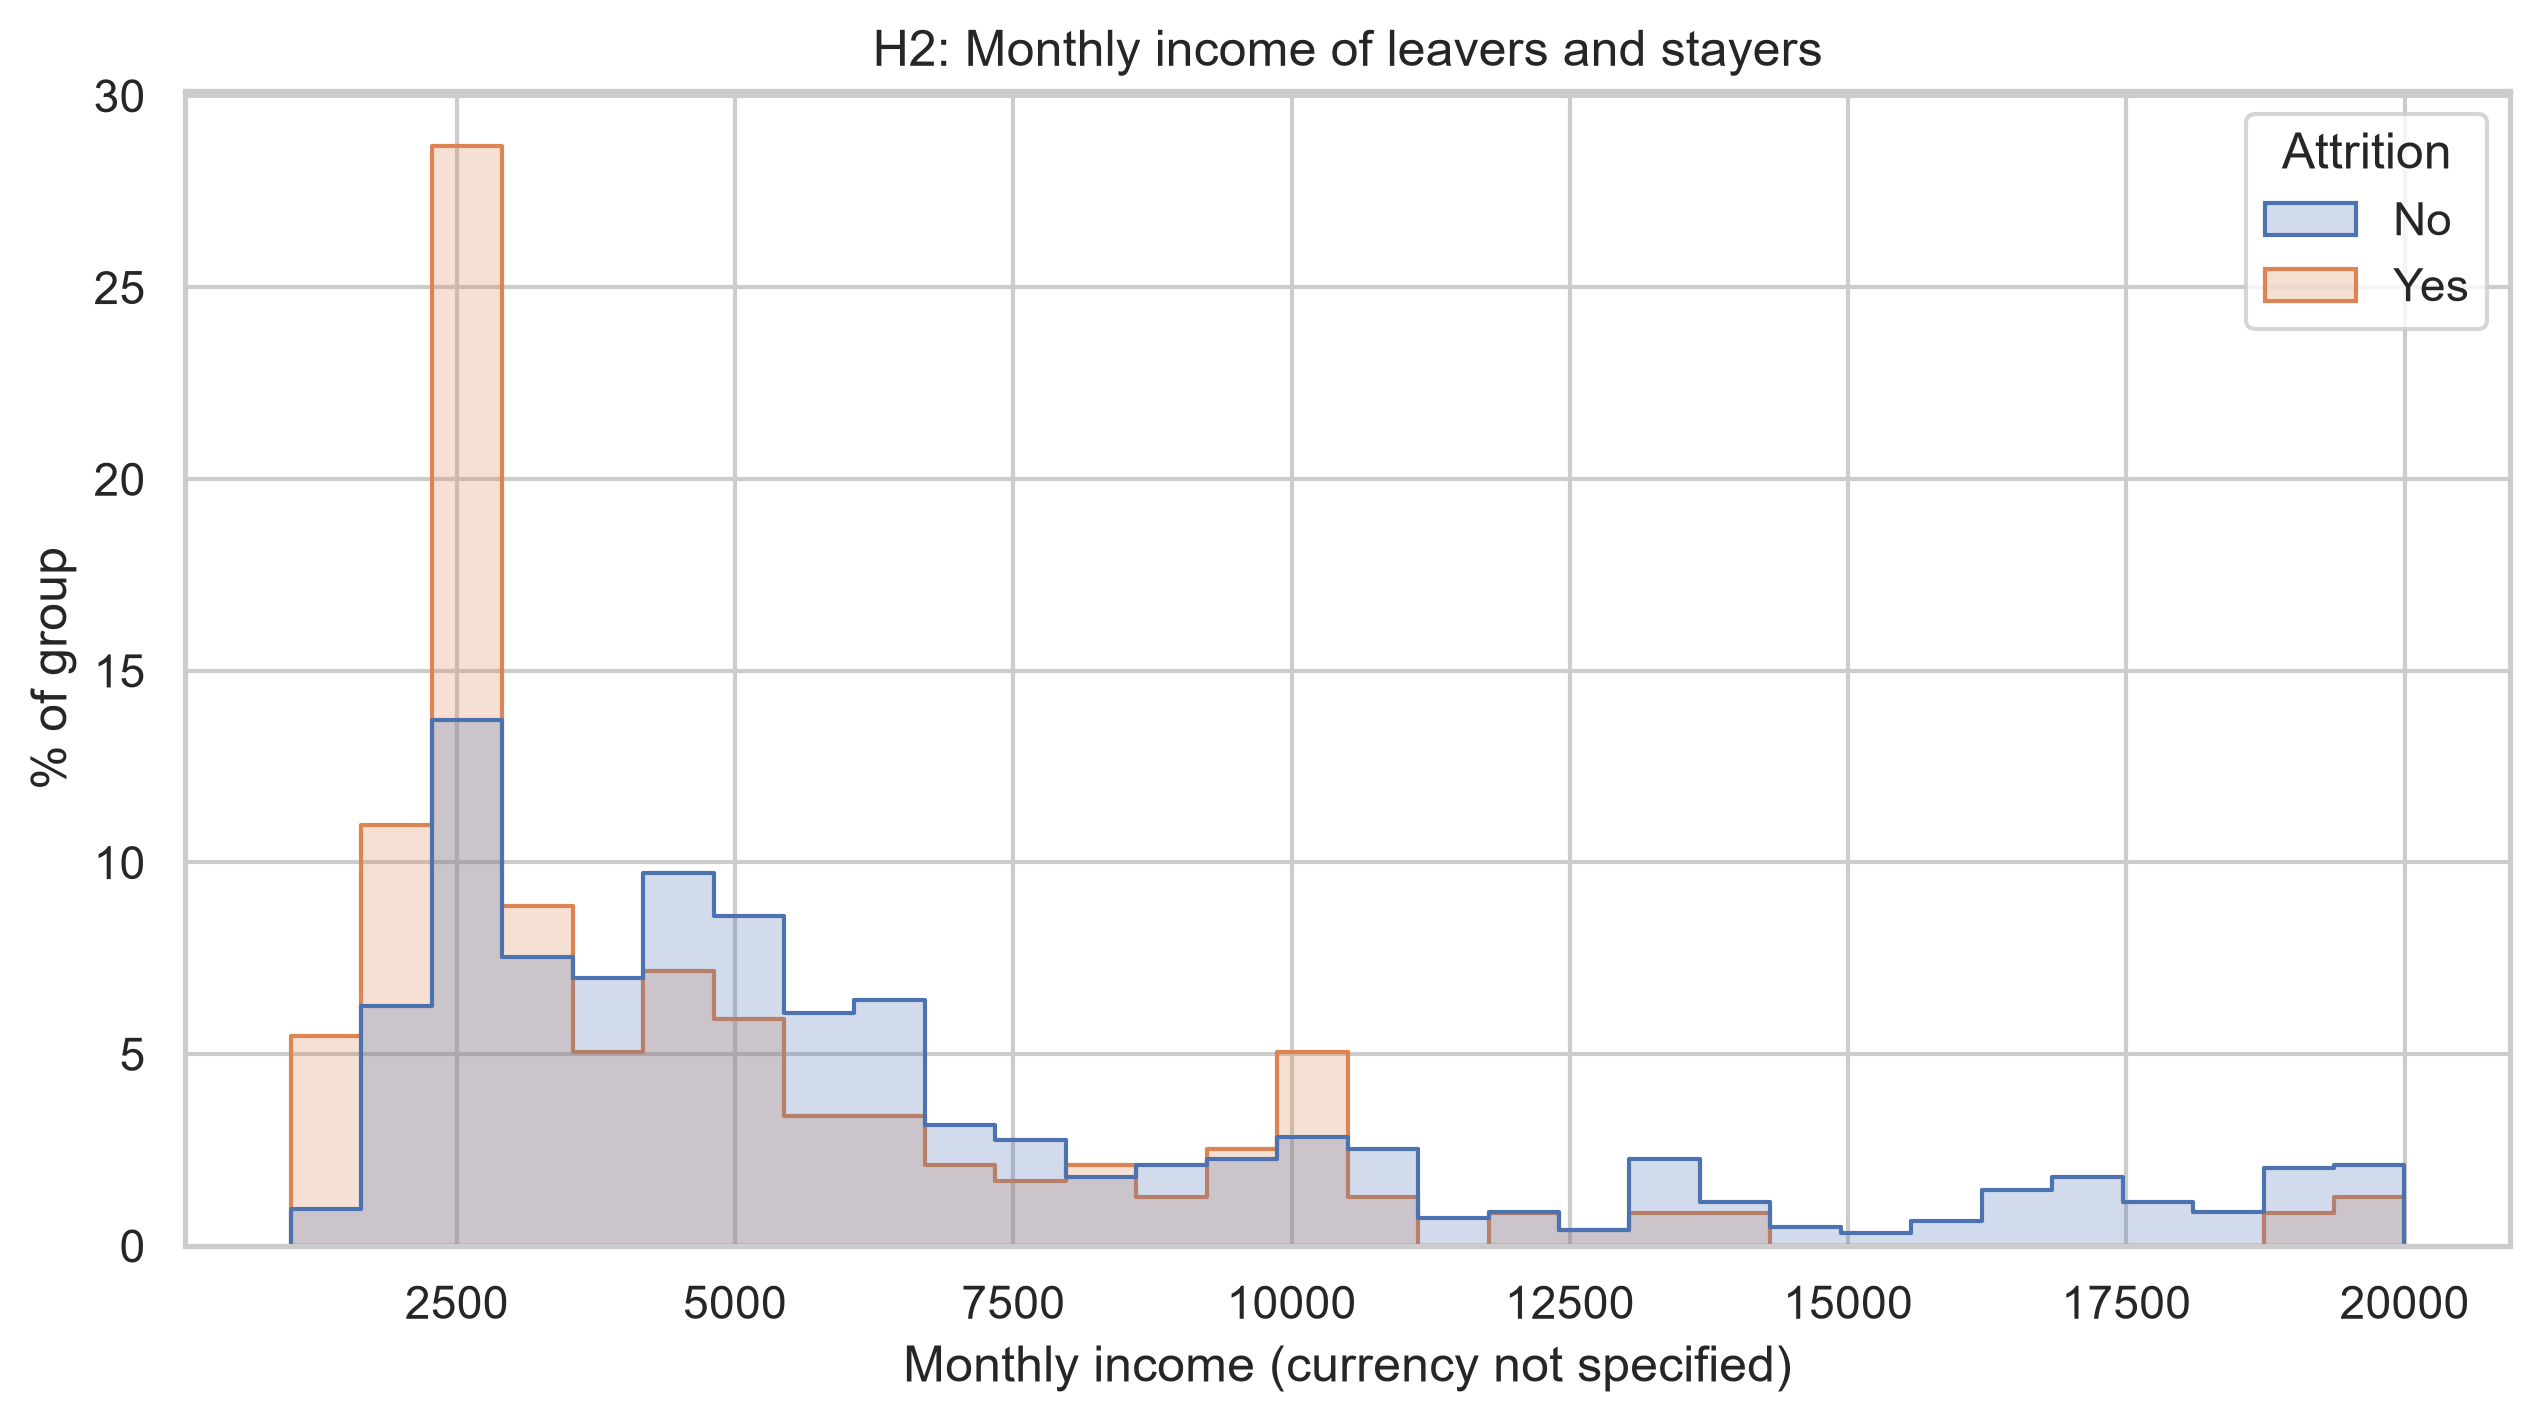 H2: Monthly income of leavers and stayers
30
25
20
15
10
5
0
% of group
Attrition
No
Yes
2500 5000 7500 10000 12500 15000 17500 20000
Monthly income (currency not specified)